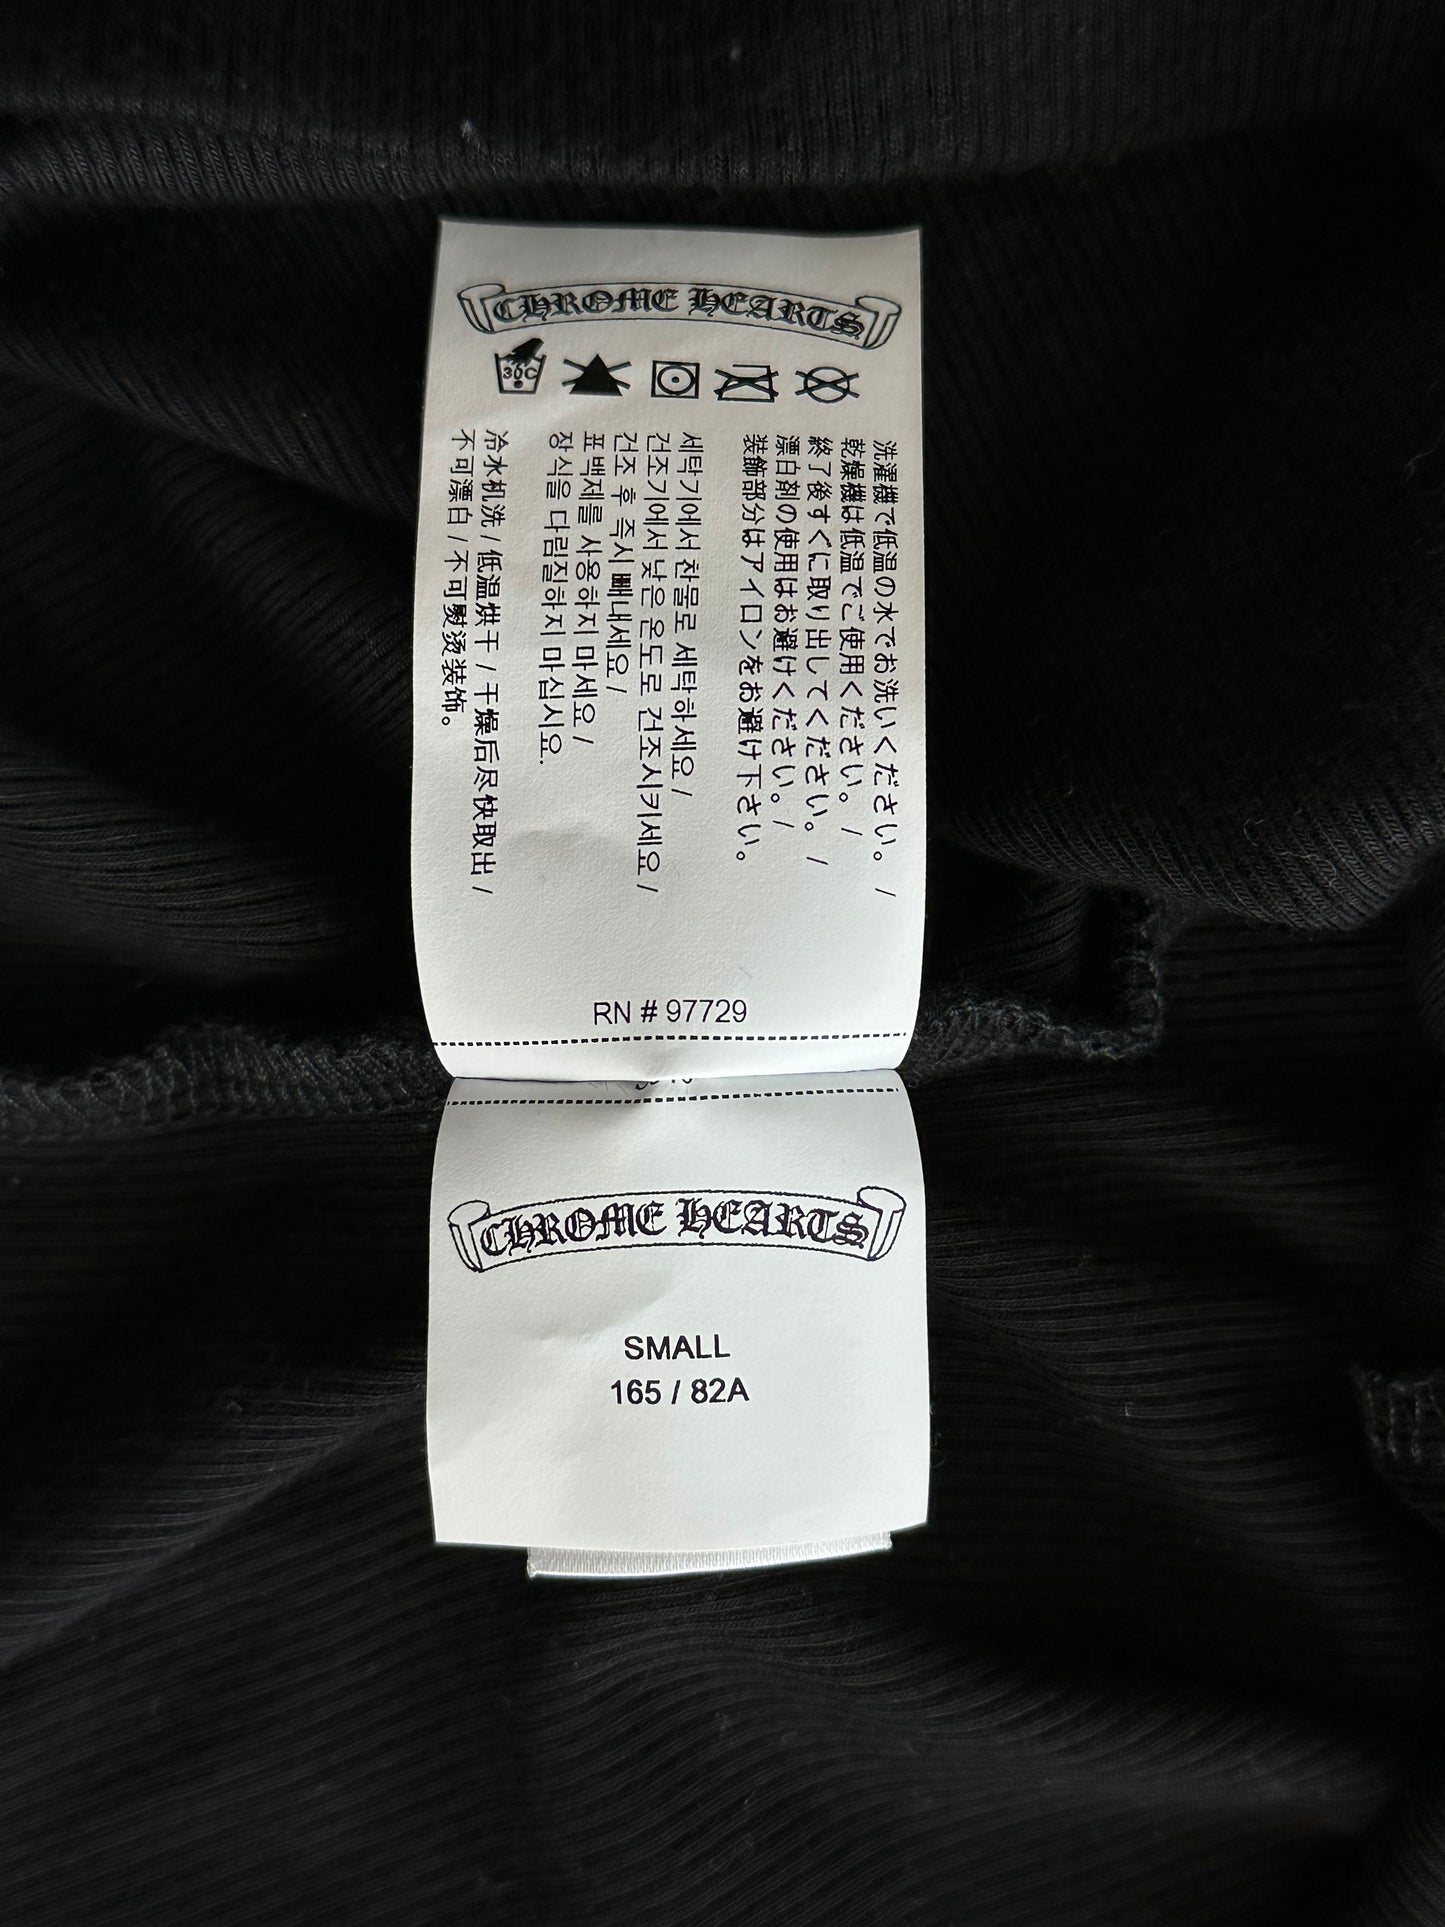 CHROME HEARTS
30C
洗濯機で低温の水でお洗いください。 /
乾燥機は低温でご使用ください。 /
終了後すぐに取り出してください。 /
漂白剤の使用はお避けください。 /
装飾部分はアイロンをお避け下さい。
세탁기에서 찬물로 세탁하세요 /
건조기에서 낮은 온도로 건조시키세요 /
건조 후 즉시 빼내세요 /
표백제를 사용하지 마세요 /
장식을 다림질하지 마십시요.
冷水机洗 / 低温烘干 / 干燥后尽快取出 /
不可漂白 / 不可熨烫装饰。
RN # 97729
CHROME HEARTS
SMALL
165 / 82A